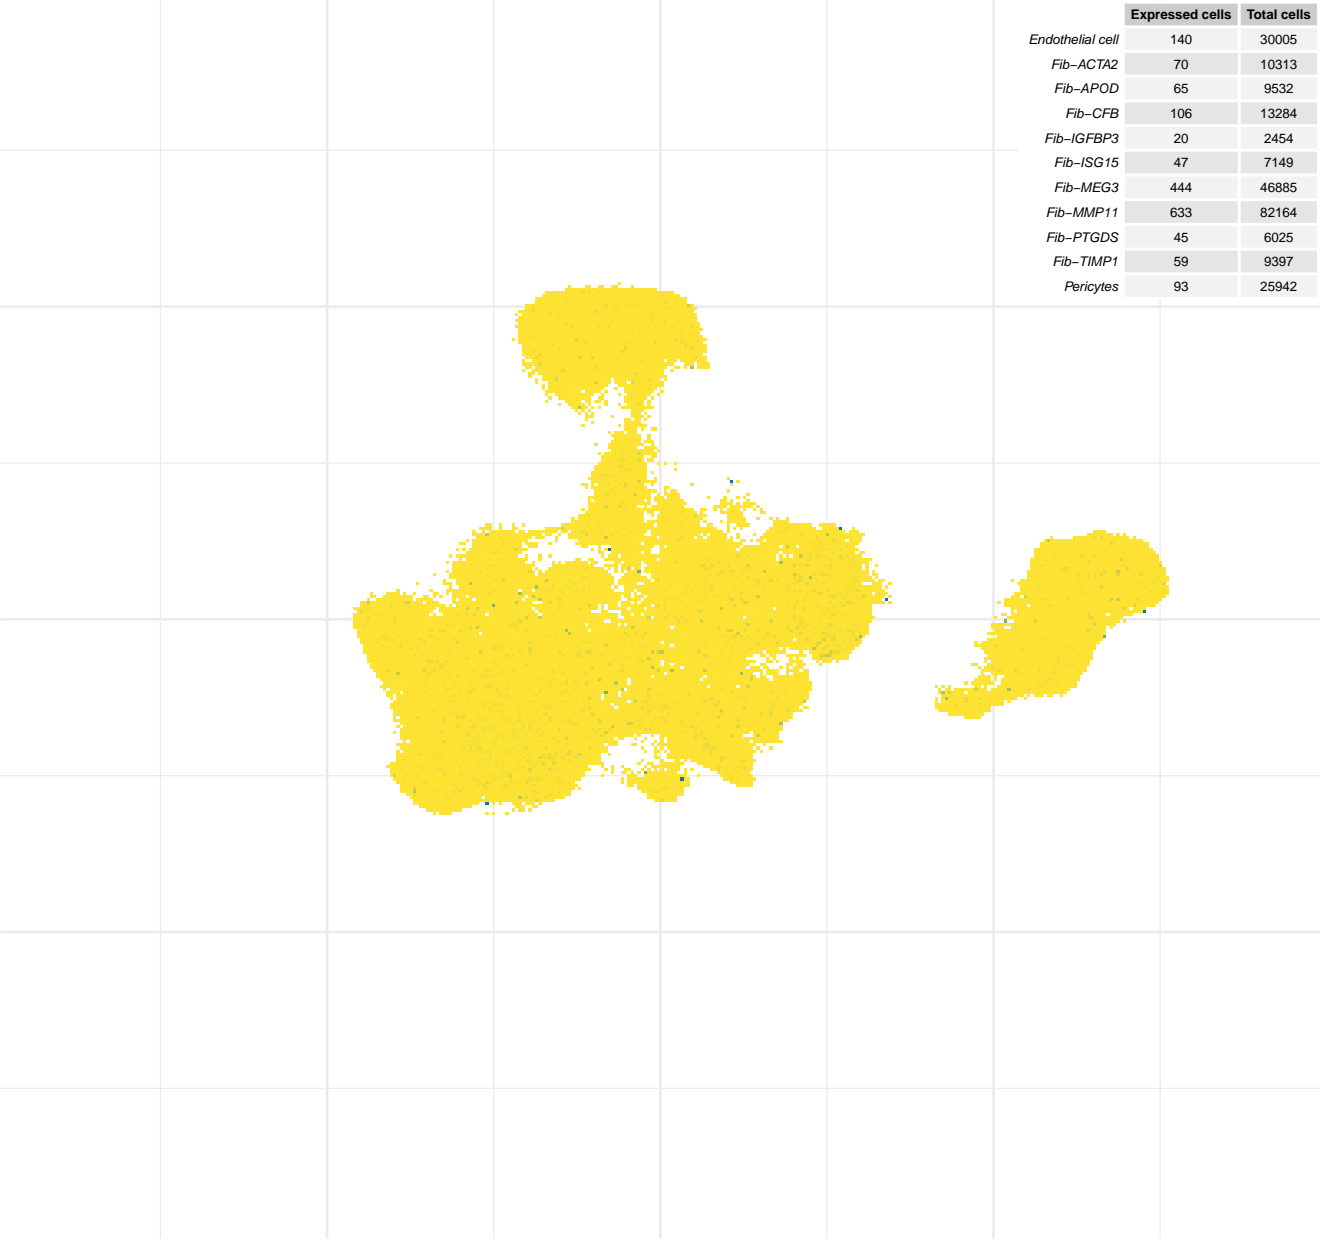 Expressed cells Total cells
Endothelial cell 140 30005
Fib−ACTA2 70 10313
Fib−APOD 65 9532
Fib−CFB 106 13284
Fib−IGFBP3 20 2454
Fib−ISG15 47 7149
Fib−MEG3 444 46885
Fib−MMP11 633 82164
Fib−PTGDS 45 6025
Fib−TIMP1 59 9397
Pericytes 93 25942